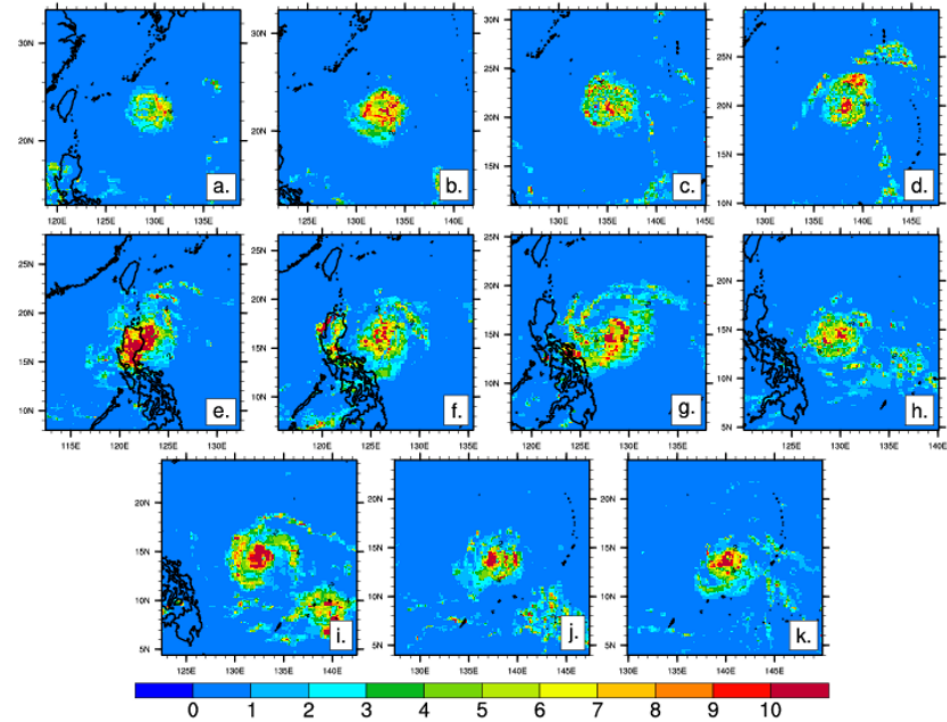 30N 30N 30N 25N
25N 20N
20N 20N 20N 15N
15N 10N
a. b. c. d.
120E 130E 130E 140E 130E 135E 140E 145E 130E 135E 140E 145E
25N 25N 25N 20N
20N 20N 20N 15N
15N 15N 15N 10N
10N 10N 10N 5N
e. f. g. h.
115E 120E 125E 130E 120E 125E 130E 135E 120E 125E 130E 135E 125E 130E 135E 140E
20N 20N 20N
15N 15N 15N
10N 10N 10N
5N 5N 5N
i. j. k.
125E 130E 135E 140E 130E 135E 140E 145E 130E 135E 140E 145E
0 1 2 3 4 5 6 7 8 9 10